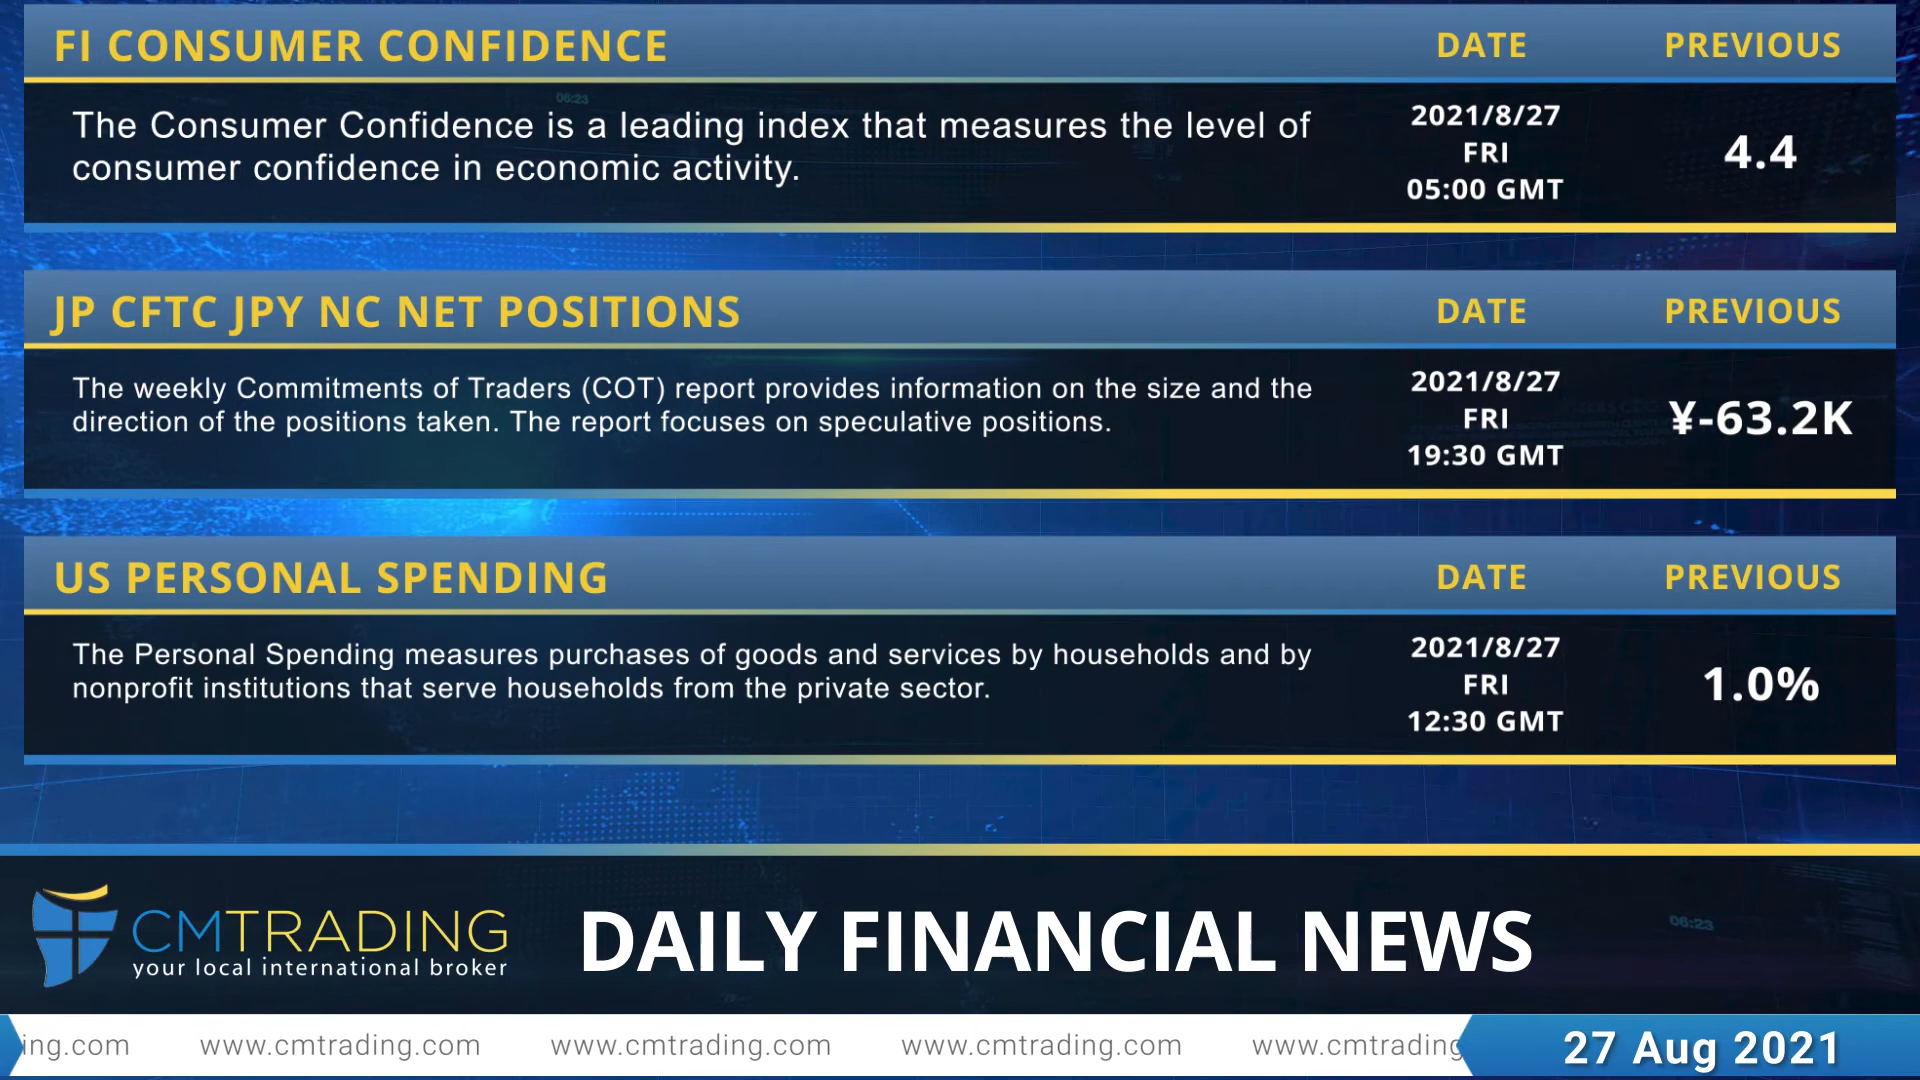 FI CONSUMER CONFIDENCE DATE PREVIOUS
06:23
The Consumer Confidence is a leading index that measures the level of
consumer confidence in economic activity.
2021/8/27
FRI
05:00 GMT
4.4
JP CFTC JPY NC NET POSITIONS DATE PREVIOUS
The weekly Commitments of Traders (COT) report provides information on the size and the
direction of the positions taken. The report focuses on speculative positions.
2021/8/27
FRI
19:30 GMT
¥-63.2K
US PERSONAL SPENDING DATE PREVIOUS
The Personal Spending measures purchases of goods and services by households and by
nonprofit institutions that serve households from the private sector.
2021/8/27
FRI
12:30 GMT
1.0%
CMTRADING
your local international broker
DAILY FINANCIAL NEWS
06:23
ing.com www.cmtrading.com www.cmtrading.com www.cmtrading.com www.cmtrading
27 Aug 2021